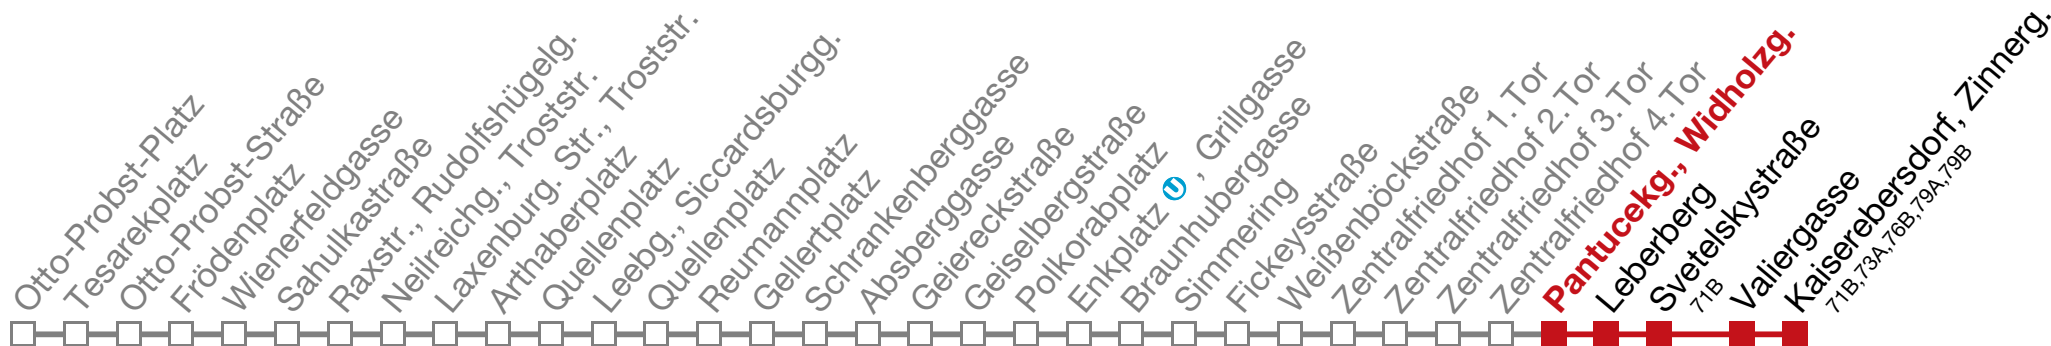 Otto-Probst-Platz
Tesarekplatz
Otto-Probst-Straße
Frödenplatz
Wienerfeldgasse
Sahulkastraße
Raxstr., Rudolfshügelg.
Neilreichg., Troststr.
Laxenburg. Str., Troststr.
Arthaberplatz
Quellenplatz
Leebg., Siccardsburgg.
Quellenplatz
Reumannplatz
Gellertplatz
Schrankenberggasse
Absberggasse
Geiereckstraße
Geiselbergstraße
Polkorabplatz
Enkplatz U, Grillgasse
Braunhubergasse
Simmering
Fickeysstraße
Weißenböckstraße
Zentralfriedhof 1. Tor
Zentralfriedhof 2. Tor
Zentralfriedhof 3. Tor
Zentralfriedhof 4. Tor
Pantucekg., Widholzg.
Leberberg
Svetelskystraße
71B
Valiergasse
Kaiserebersdorf, Zinnerg.
71B,73A,76B,79A,79B